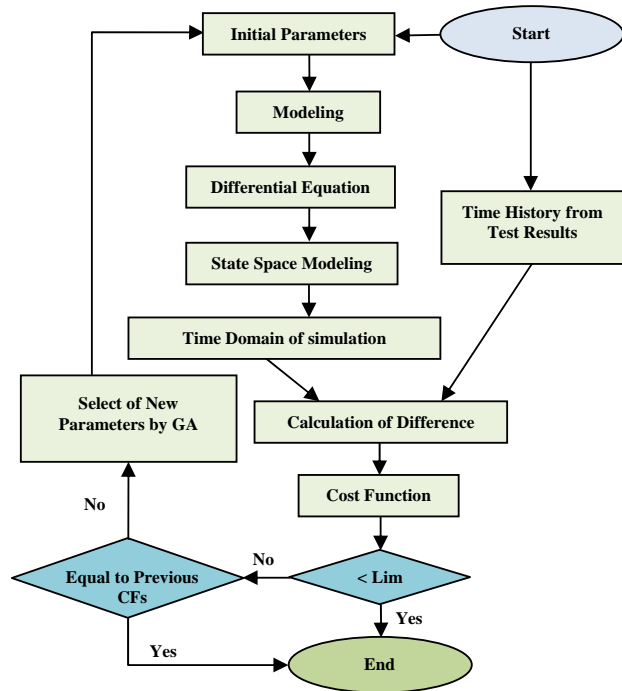 Initial Parameters
Start
Modeling
Differential Equation
Time History from
Test Results
State Space Modeling
Time Domain of simulation
Select of New
Parameters by GA
Calculation of Difference
Cost Function
No
No
Equal to Previous
CFs
< Lim
Yes
Yes
End